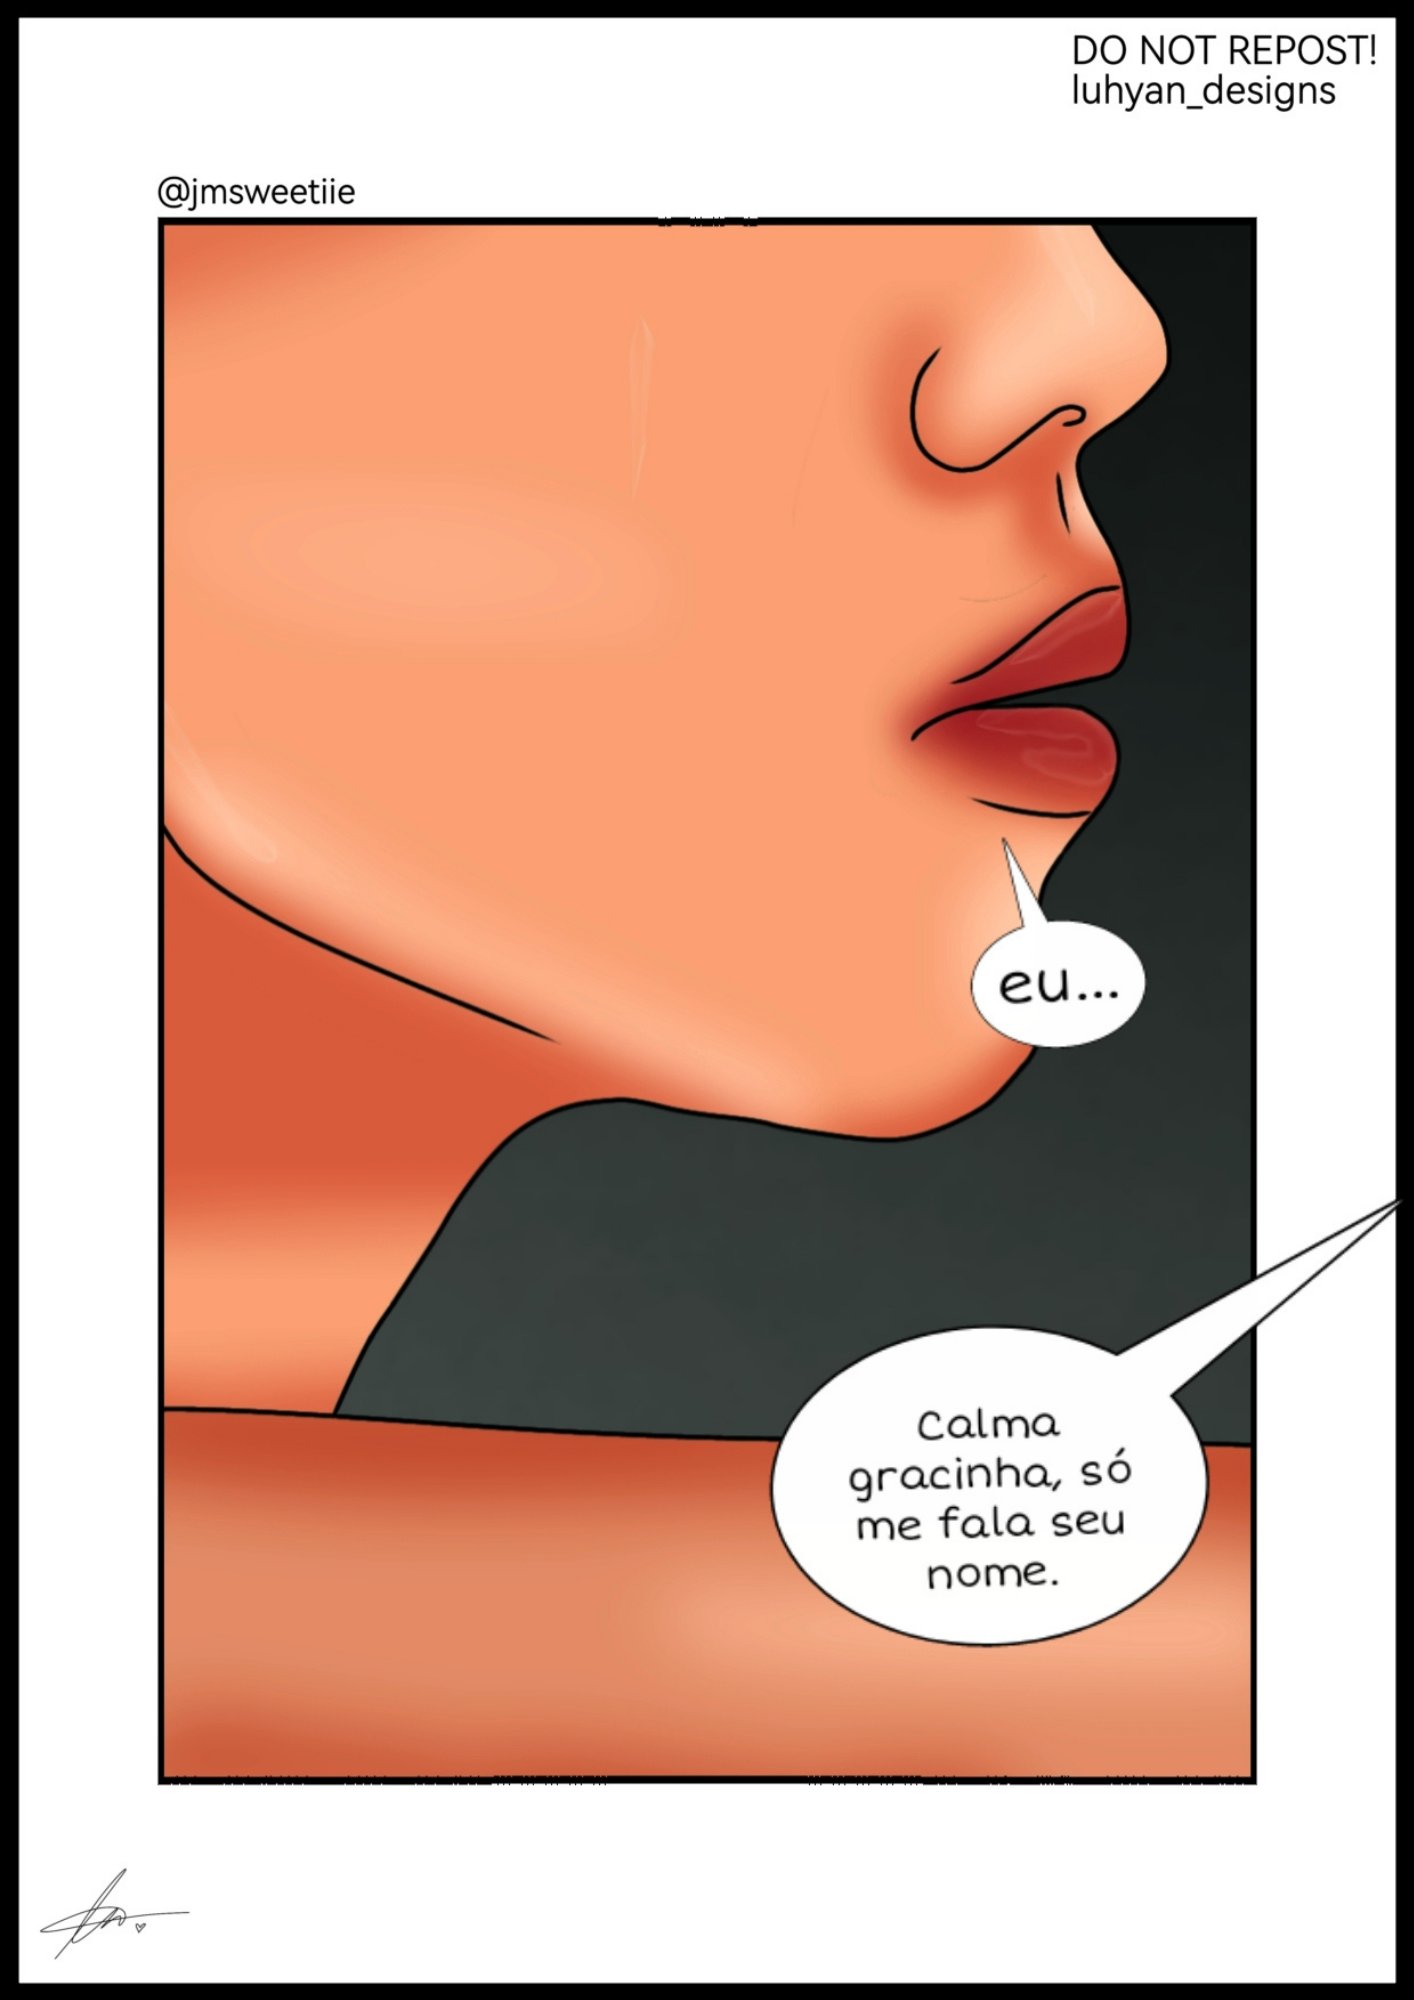 DO NOT REPOST!
luhyan_designs
@jmsweetiie
eu...
Calma
gracinha, só
me fala seu
nome.